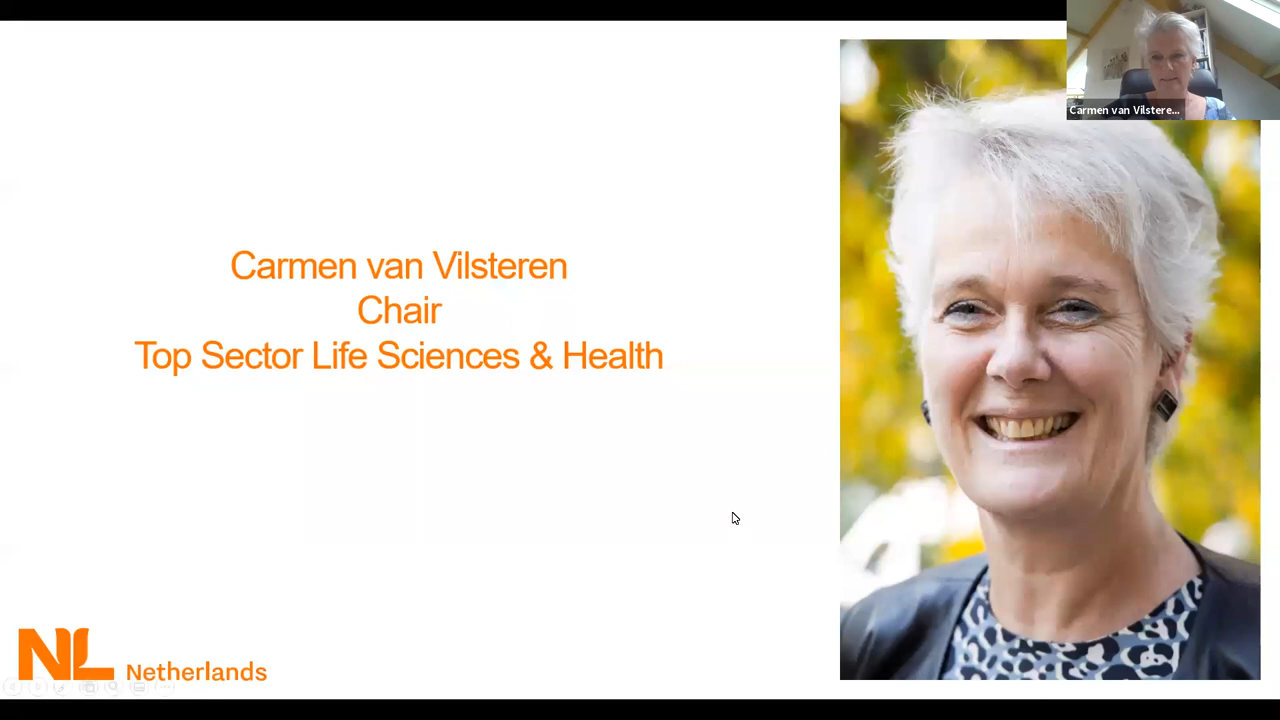 Carmen van Vilstere...
Carmen van Vilsteren
Chair
Top Sector Life Sciences & Health
NL Netherlands